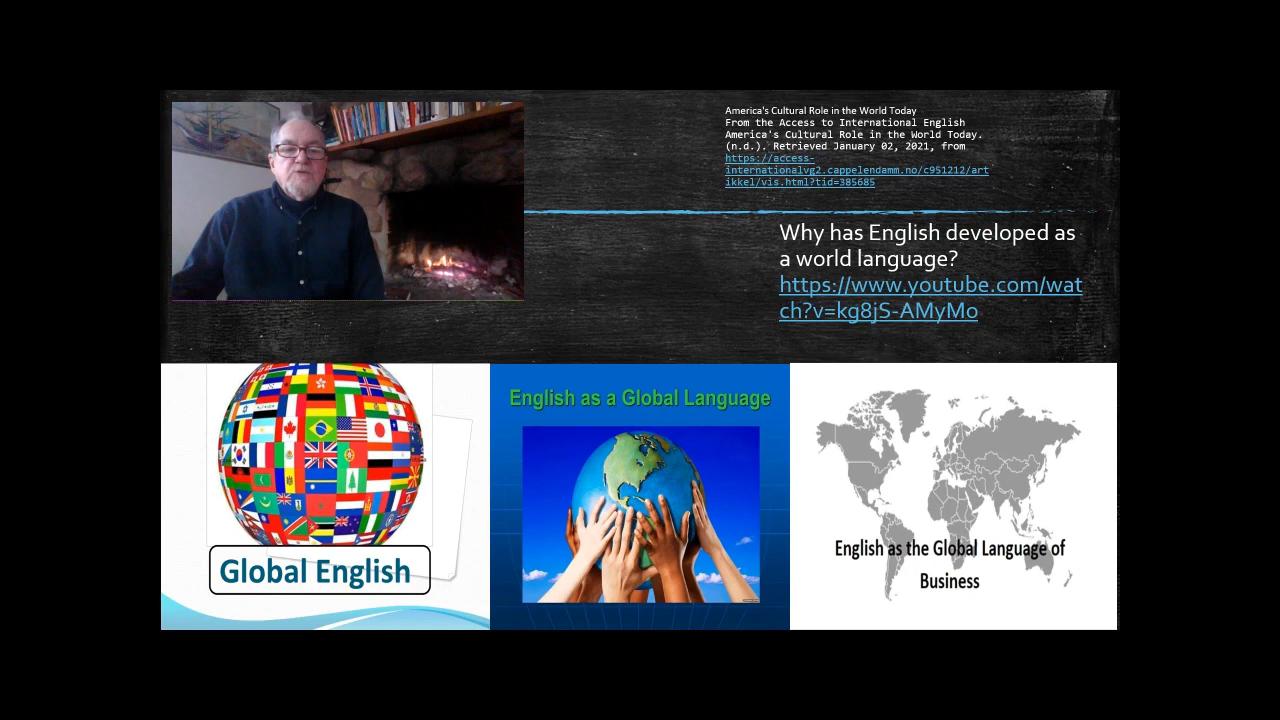 America's Cultural Role in the World Today
From the Access to International English
America's Cultural Role in the World Today.
(n.d.). Retrieved January 02, 2021, from
https://access-
internationalvg2.cappelendamm.no/c951212/art
ikkel/vis.html?tid=385685
Why has English developed as
a world language?
https://www.youtube.com/wat
ch?v=kg8jS-AMyMo
Global English
English as a Global Language
English as the Global Language of
Business